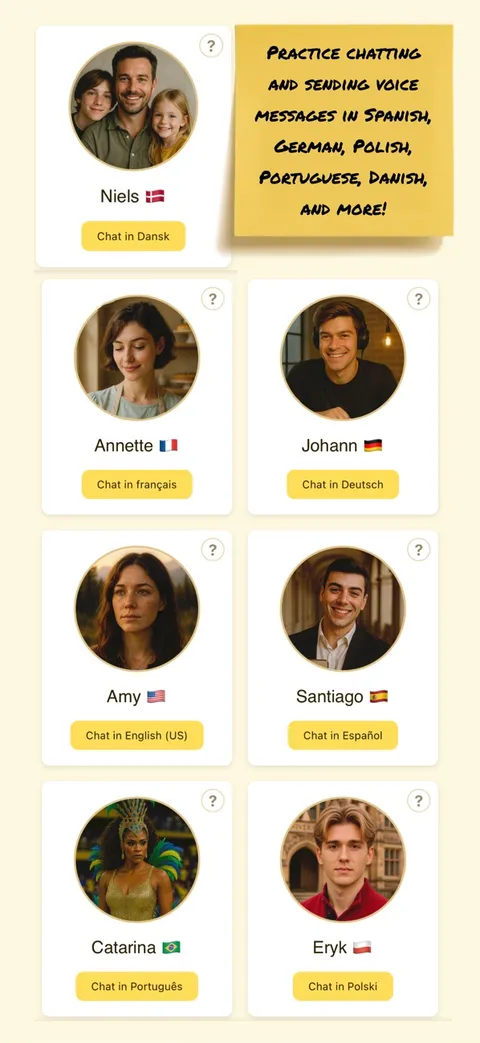 ?
Niels 🇩🇰
Chat in Dansk
PRACTICE CHATTING
AND SENDING VOICE
MESSAGES IN SPANISH,
GERMAN, POLISH,
PORTUGUESE, DANISH,
AND MORE!
?
Annette 🇫🇷
Chat in français
?
Johann 🇩🇪
Chat in Deutsch
?
Amy 🇺🇸
Chat in English (US)
?
Santiago 🇪🇸
Chat in Español
?
Catarina 🇧🇷
Chat in Português
?
Eryk 🇵🇱
Chat in Polski